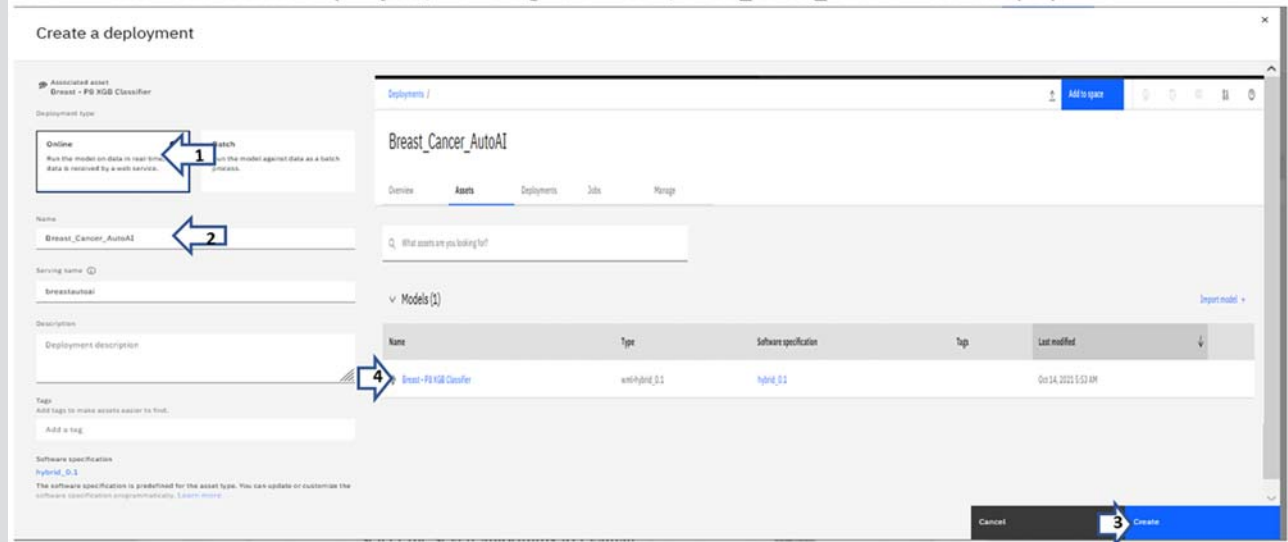 Create a deployment
Associated asset
Breast - P8 XGB Classifier
Deployment type
Online
Run the model on data in real-time,
data is received by a web service.
1
Batch
Run the model against data as a batch
process.
Name
Breast_Cancer_AutoAI
2
Serving name
breastautoai
Description
Deployment description
Tags
Add tags to make assets easier to find.
Add a tag
Software specification
hybrid_0.1
The software specification is predefined for the asset type. You can update or customize the
software specification programmatically. Learn more
Deployments /
Add to space
Breast_Cancer_AutoAI
Overview Assets Deployments Jobs Manage
What assets are you looking for?
Models (1)
Import model +
Name Type Software specification Tags Last modified
4 Breast - P8 XGB Classifier wml-hybrid_0.1 hybrid_0.1 Oct 14, 2021 5:53 AM
Cancel
3
Create